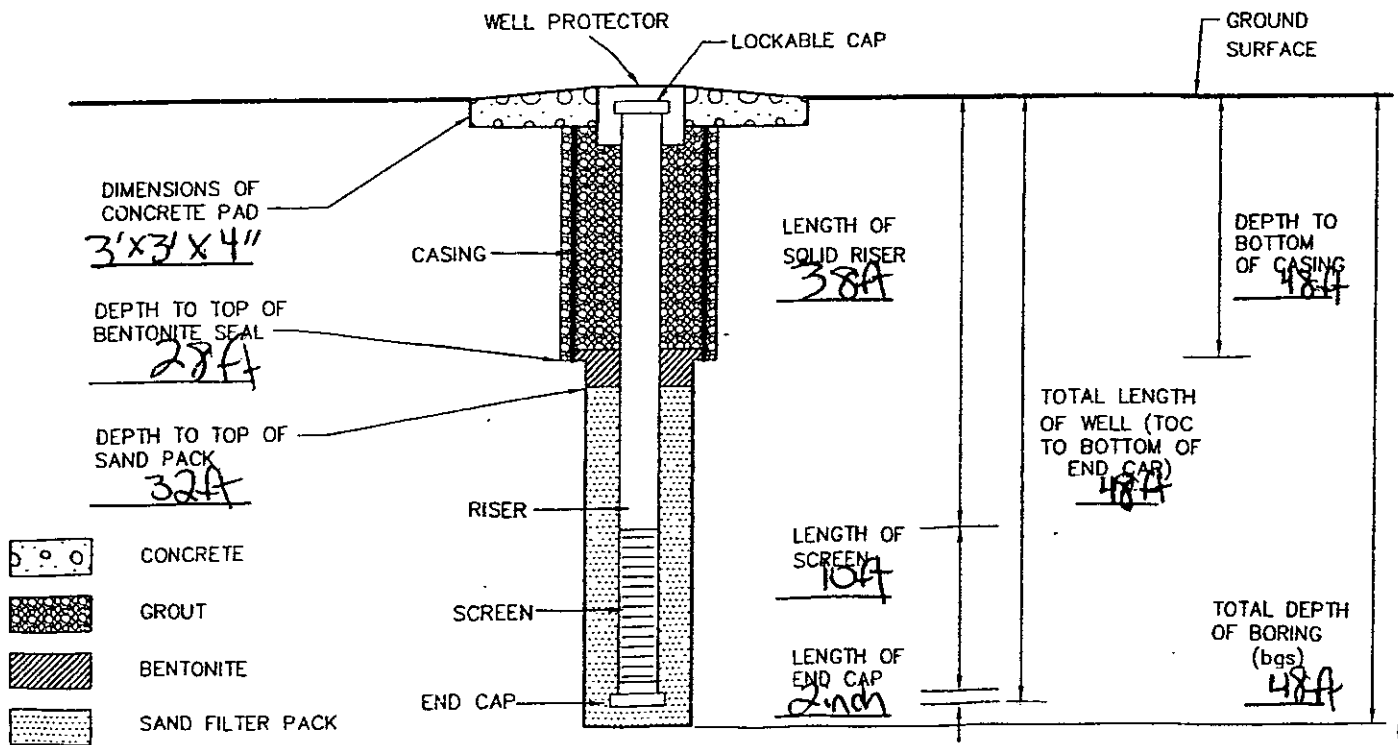 WELL PROTECTOR
LOCKABLE CAP
GROUND
SURFACE
DIMENSIONS OF
CONCRETE PAD
3'x3'x4"
CASING
LENGTH OF
SOLID RISER
38ft
DEPTH TO
BOTTOM
OF CASING
48ft
DEPTH TO TOP OF
BENTONITE SEAL
28ft
DEPTH TO TOP OF
SAND PACK
32ft
TOTAL LENGTH
OF WELL (TOC
TO BOTTOM OF
END CAP)
48ft
RISER
LENGTH OF
SCREEN
10ft
CONCRETE
GROUT
BENTONITE
SAND FILTER PACK
SCREEN
END CAP
LENGTH OF
END CAP
2inch
TOTAL DEPTH
OF BORING
(bgs)
48ft